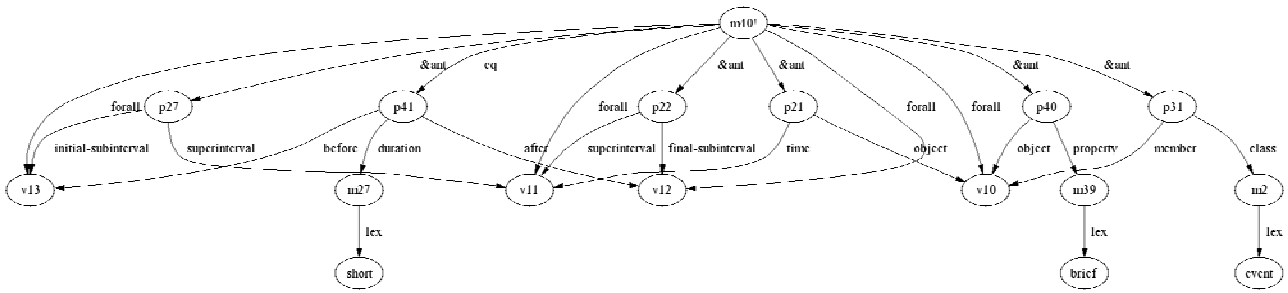 m10!
&ant cq &ant &ant &ant &ant
forall p27 p41 forall p22 p21 forall forall p40 p31
initial-subinterval superinterval before duration after superinterval final-subinterval time object object property member class
v13 m27 v11 v12 v10 m39 m2
lex lex lex
short brief event